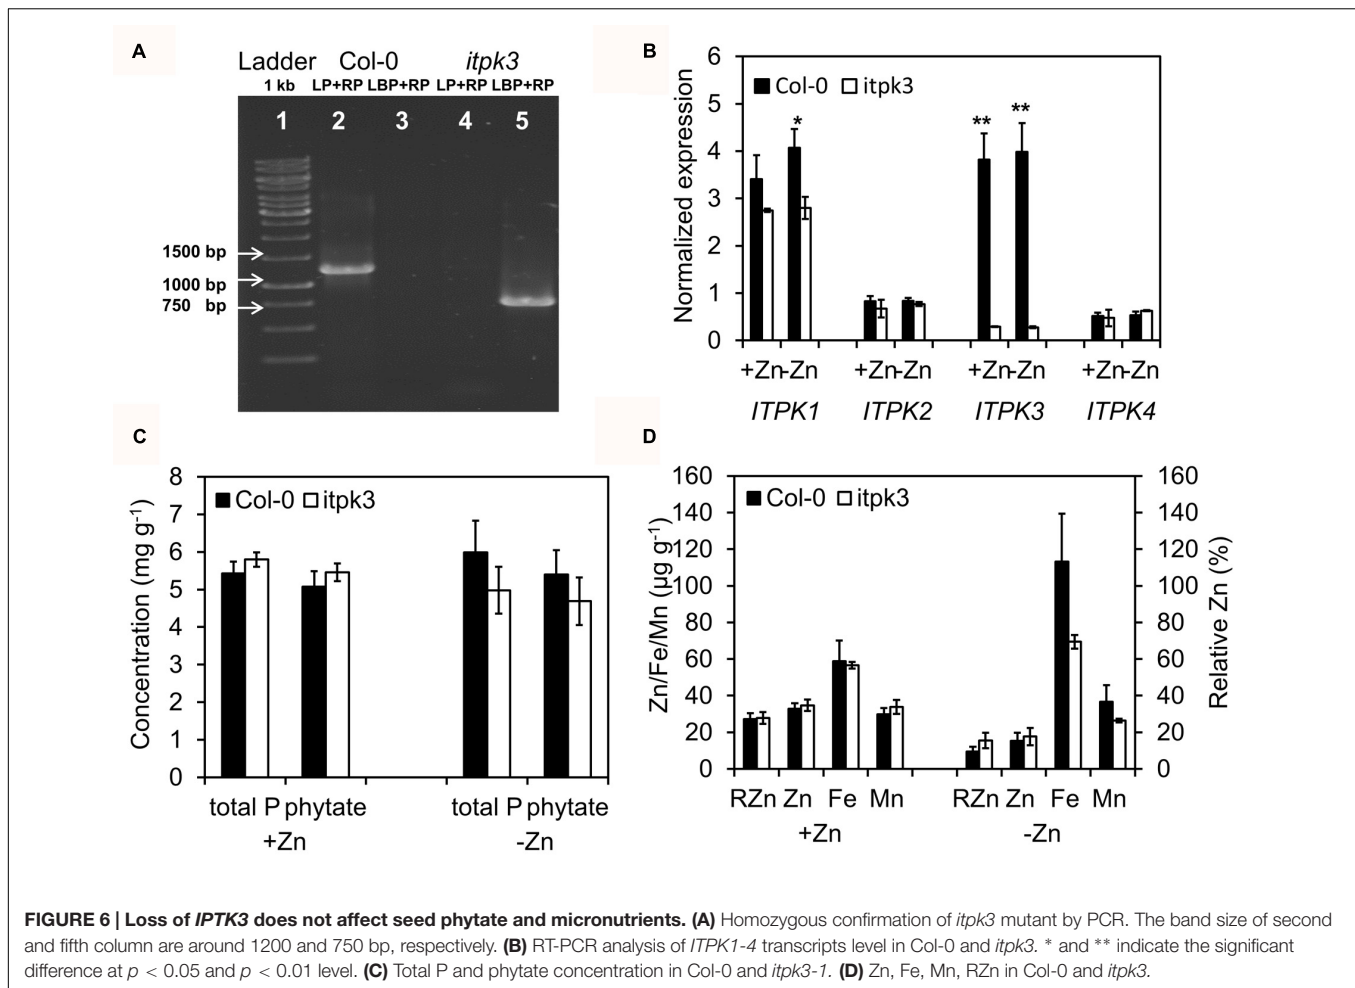 A
Ladder Col-0 itpk3
1 kb LP+RP LBP+RP LP+RP LBP+RP
1 2 3 4 5
1500 bp
1000 bp
750 bp
B
Normalized expression
6
5
4
3
2
1
0
Col-0 itpk3
* ** **
+Zn-Zn +Zn-Zn +Zn-Zn +Zn-Zn
ITPK1 ITPK2 ITPK3 ITPK4
C
Concentration (mg g-1)
8
7
6
5
4
3
2
1
0
Col-0 itpk3
total P phytate total P phytate
+Zn -Zn
D
Zn/Fe/Mn (µg g-1)
160
140
120
100
80
60
40
20
0
Col-0 itpk3
160
140
120
100
80
60
40
20
0
Relative Zn (%)
RZn Zn Fe Mn RZn Zn Fe Mn
+Zn -Zn
FIGURE 6 | Loss of IPTK3 does not affect seed phytate and micronutrients. (A) Homozygous confirmation of itpk3 mutant by PCR. The band size of second
and fifth column are around 1200 and 750 bp, respectively. (B) RT-PCR analysis of ITPK1-4 transcripts level in Col-0 and itpk3. * and ** indicate the significant
difference at p < 0.05 and p < 0.01 level. (C) Total P and phytate concentration in Col-0 and itpk3-1. (D) Zn, Fe, Mn, RZn in Col-0 and itpk3.